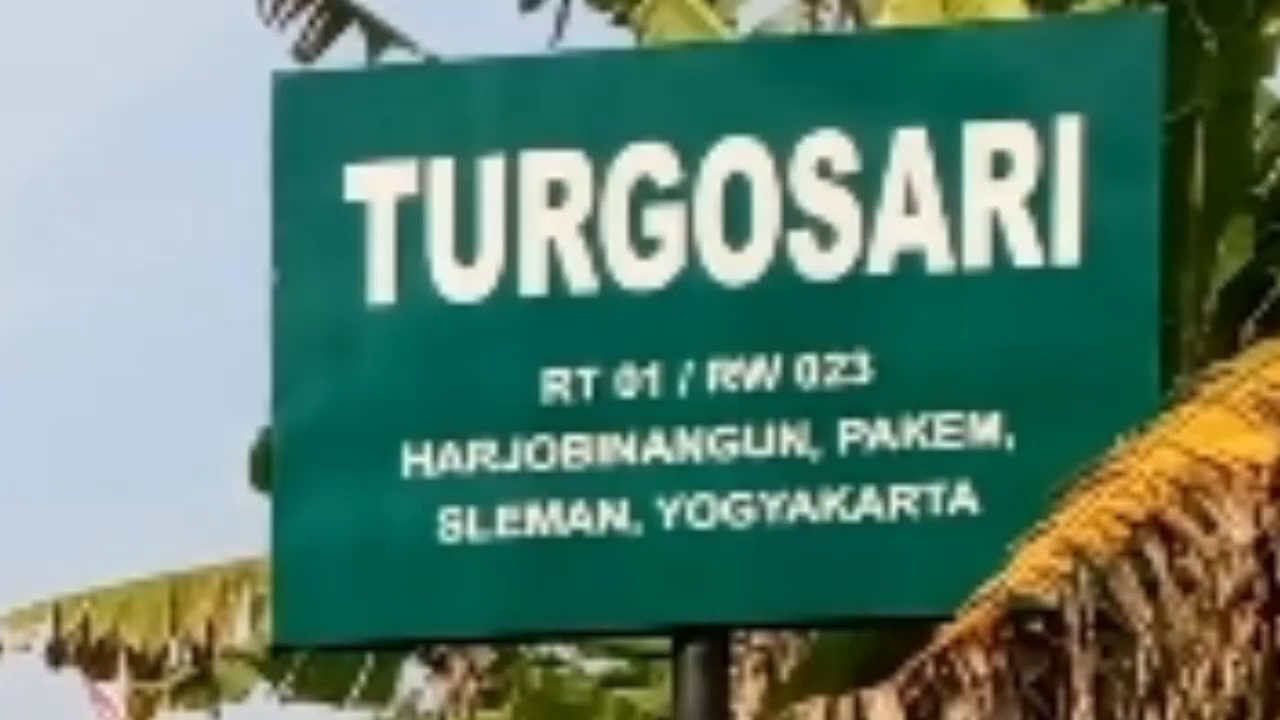 TURGOSARI
RT 01 / RW 023
HARJOBINANGUN, PAKEM,
SLEMAN, YOGYAKARTA